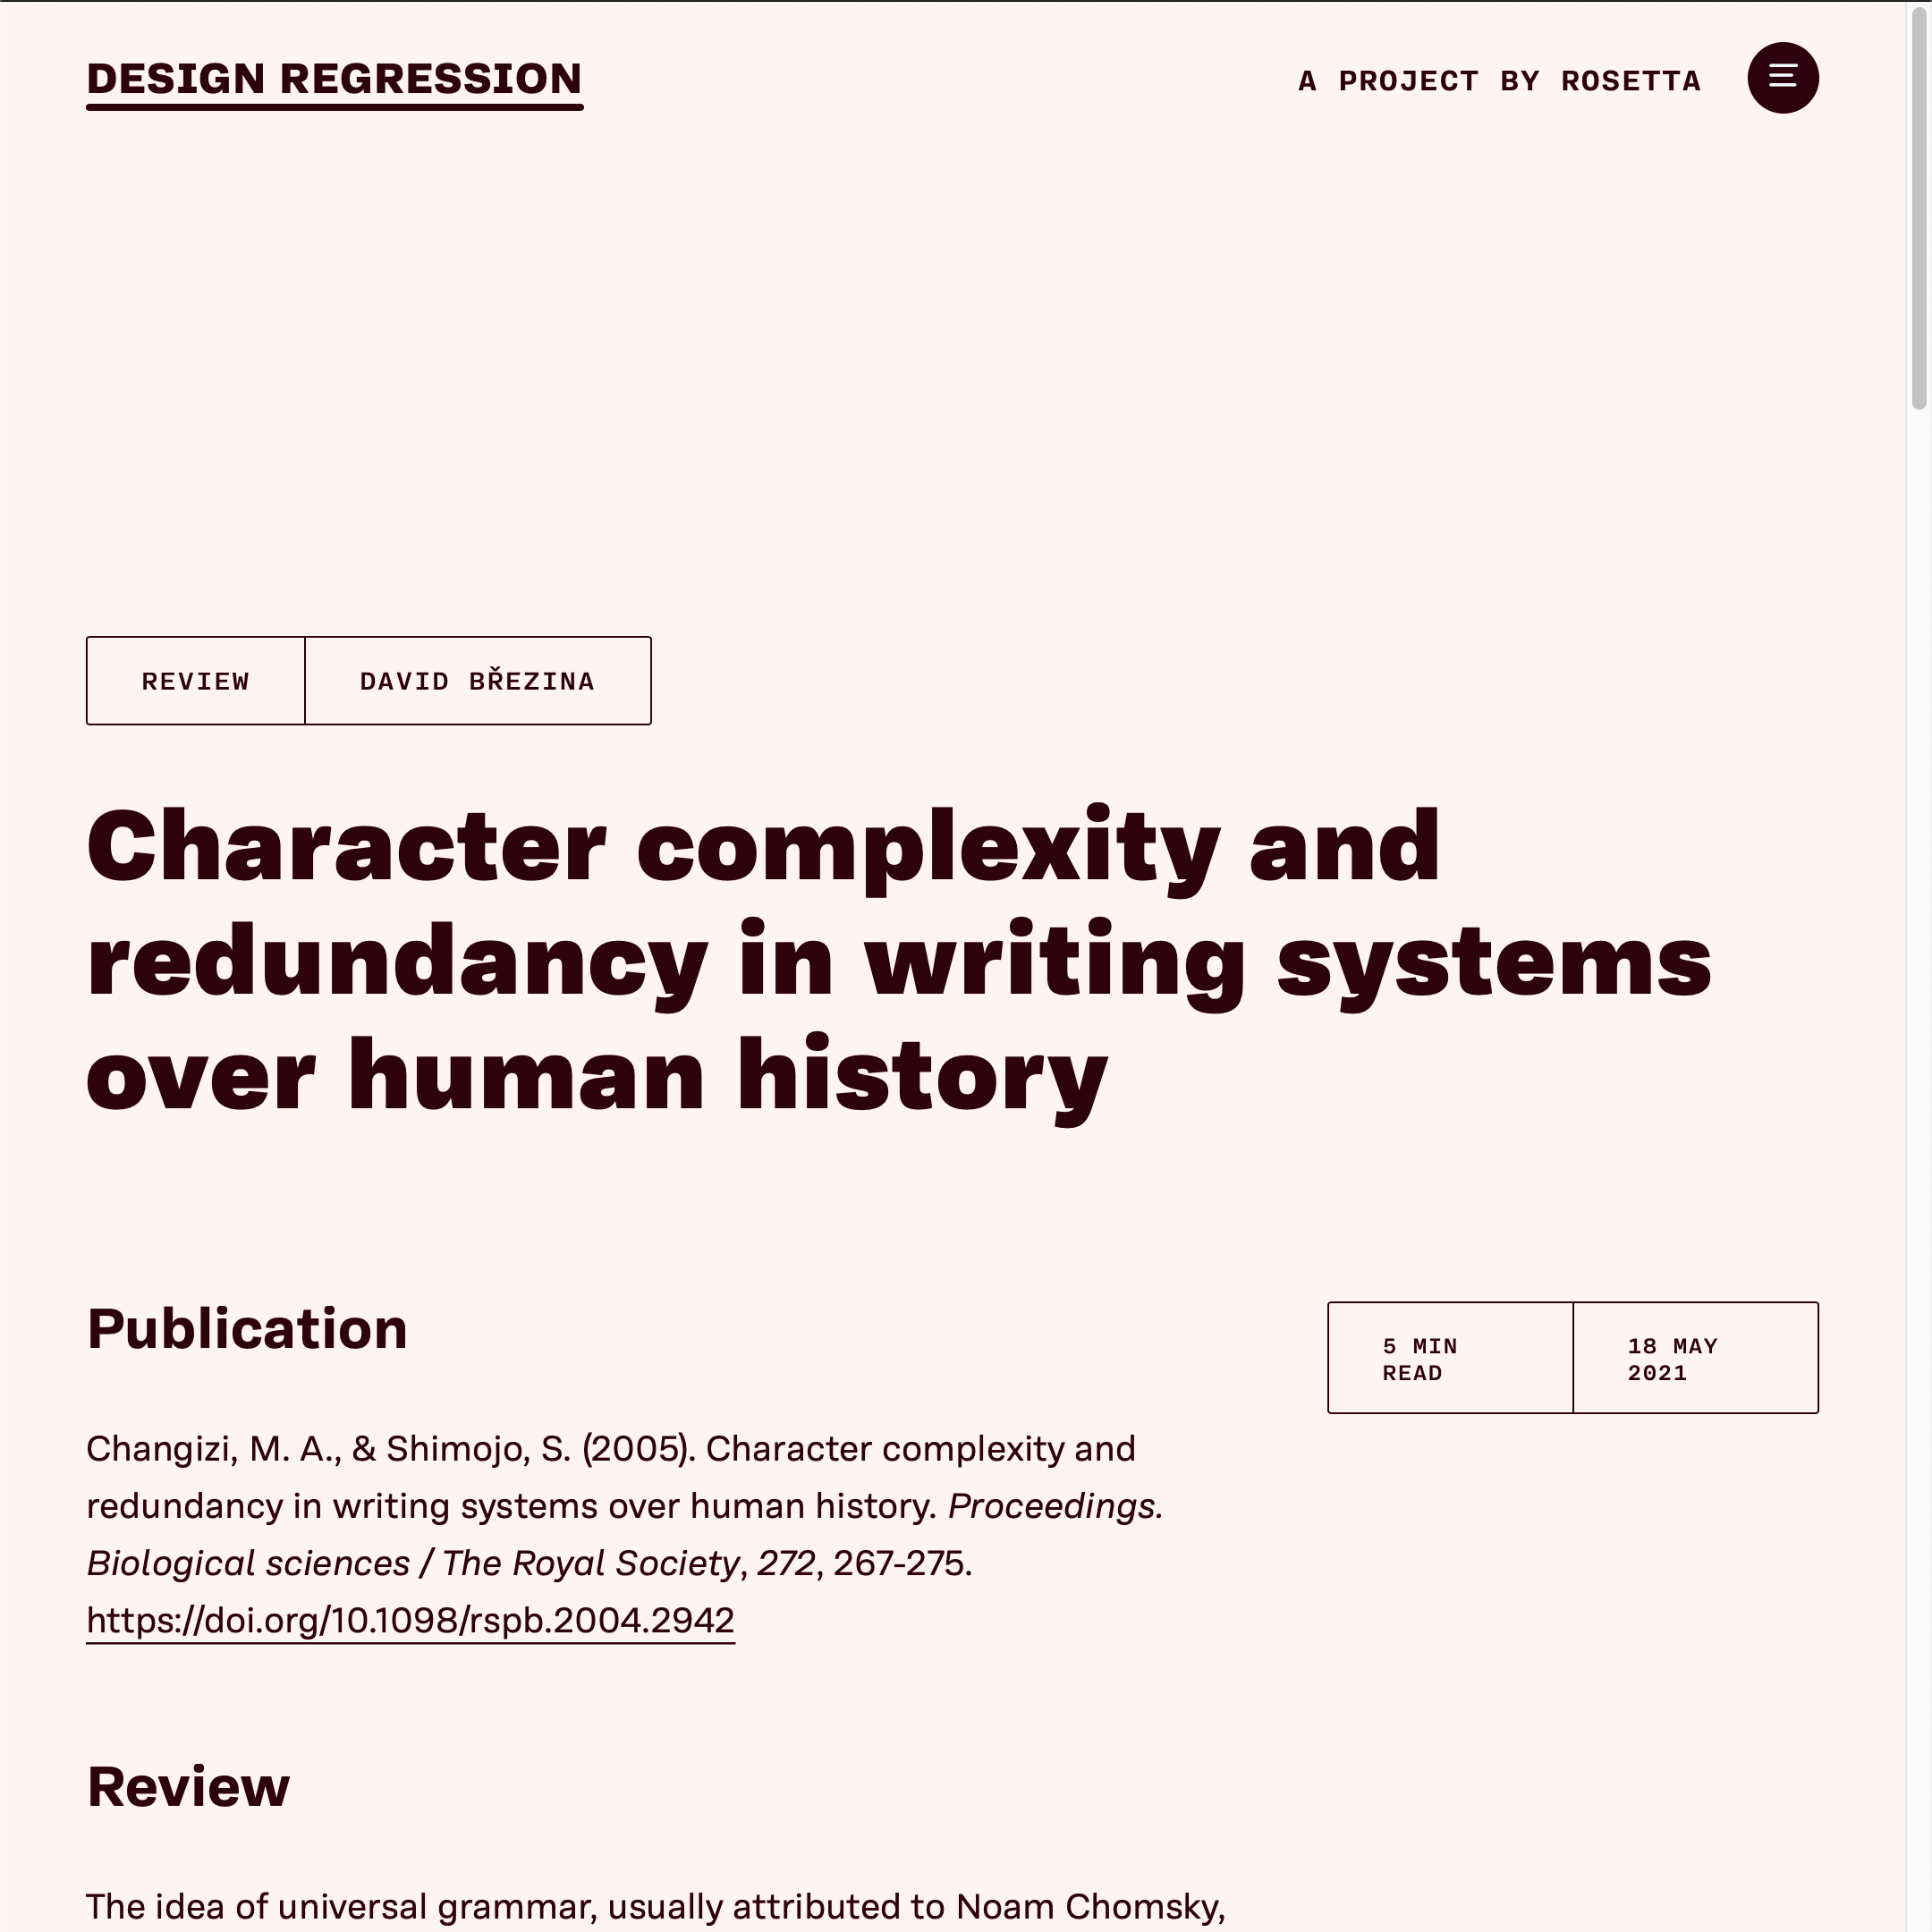 DESIGN REGRESSION
A PROJECT BY ROSETTA
REVIEW
DAVID BŘEZINA
Character complexity and
redundancy in writing systems
over human history
Publication
5 MIN
READ
18 MAY
2021
Changizi, M. A., & Shimojo, S. (2005). Character complexity and
redundancy in writing systems over human history. Proceedings.
Biological sciences / The Royal Society, 272, 267-275.
https://doi.org/10.1098/rspb.2004.2942
Review
The idea of universal grammar, usually attributed to Noam Chomsky,